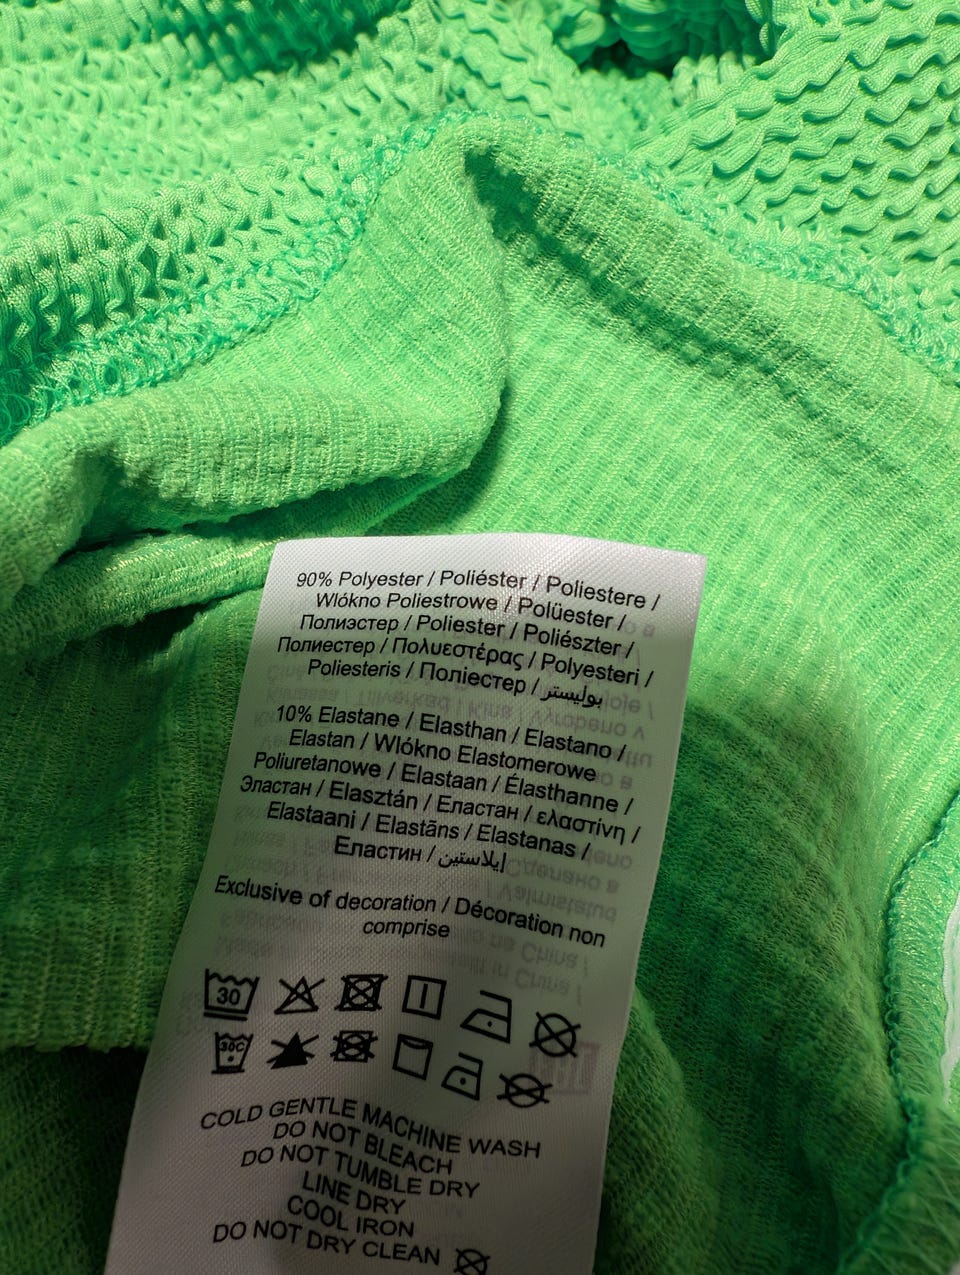 90% Polyester / Poliéster / Poliestere /
Wlókno Poliestrowe / Polüester /
Полиэстер / Poliester / Poliészter /
Полиестер / Πολυεστέρας / Polyesteri /
Poliesteris / Поліестер / بوليستر
10% Elastane / Elasthan / Elastano /
Elastan / Wlókno Elastomerowe
Poliuretanowe / Elastaan / Élasthanne /
Эластан / Elasztán / Еластан / ελαστίνη /
Elastaani / Elastāns / Elastanas /
Еластин / إيلاستين
Exclusive of decoration / Décoration non
comprise
30
30C
COLD GENTLE MACHINE WASH
DO NOT BLEACH
DO NOT TUMBLE DRY
LINE DRY
COOL IRON
DO NOT DRY CLEAN